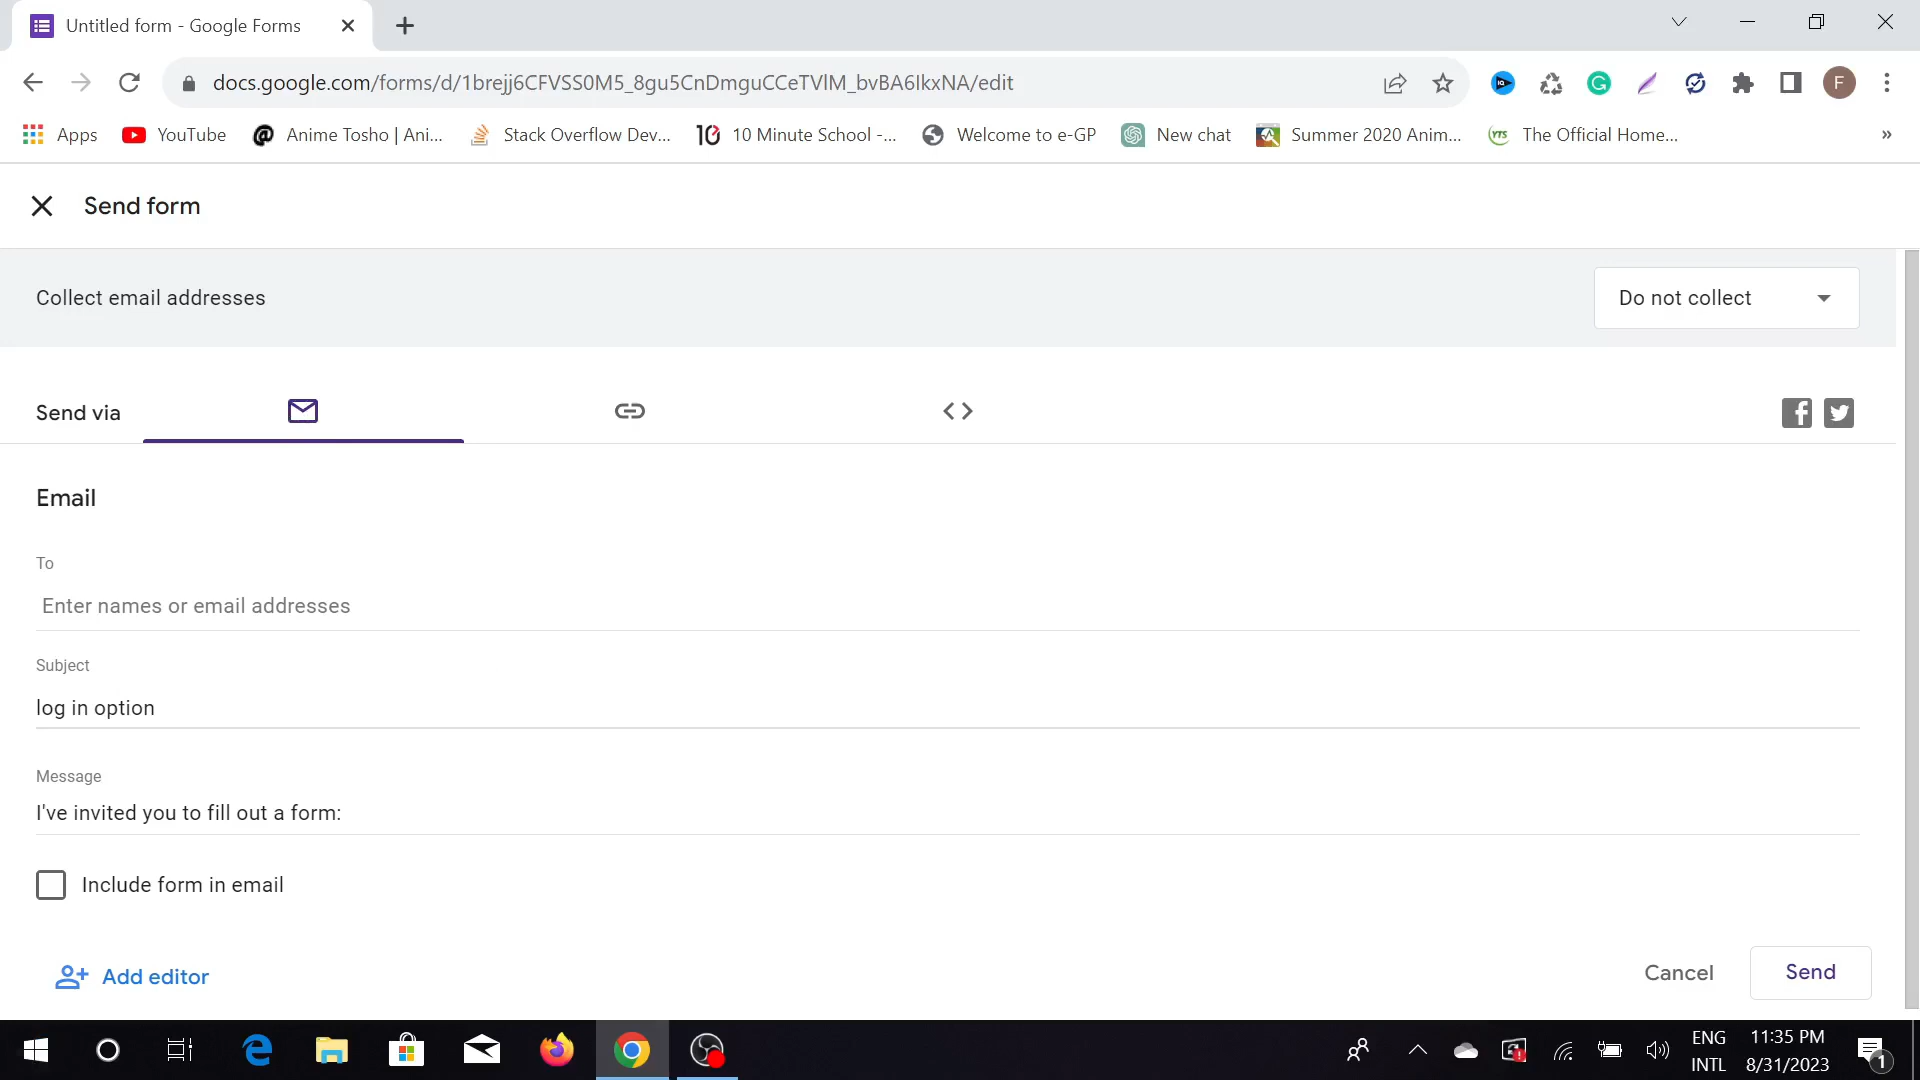 Untitled form - Google Forms
docs.google.com/forms/d/1brejj6CFVSS0M5_8gu5CnDmguCCeTVlM_bvBA6IkxNA/edit
F
Apps
YouTube
Anime Tosho | Ani...
Stack Overflow Dev...
10 Minute School -...
Welcome to e-GP
New chat
Summer 2020 Anim...
The Official Home...
»
Send form
Collect email addresses
Do not collect
Send via
Email
To
Enter names or email addresses
Subject
log in option
Message
I've invited you to fill out a form:
Include form in email
Add editor
Cancel
Send
ENG
INTL
11:35 PM
8/31/2023
1